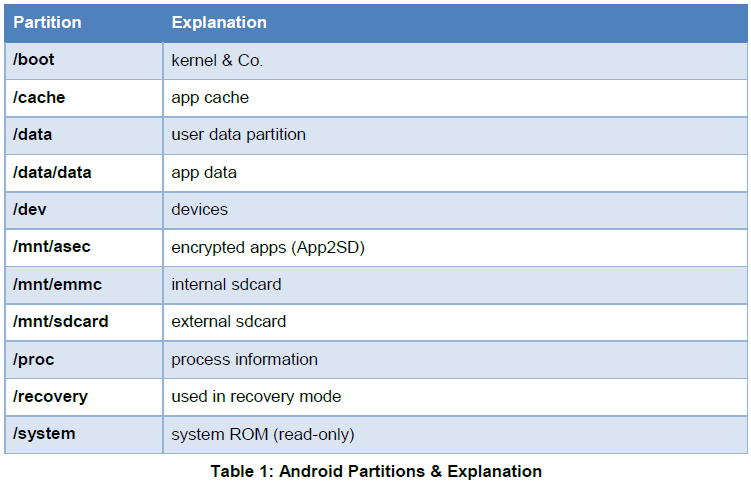 Partition Explanation
/boot kernel & Co.
/cache app cache
/data user data partition
/data/data app data
/dev devices
/mnt/asec encrypted apps (App2SD)
/mnt/emmc internal sdcard
/mnt/sdcard external sdcard
/proc process information
/recovery used in recovery mode
/system system ROM (read-only)
Table 1: Android Partitions & Explanation